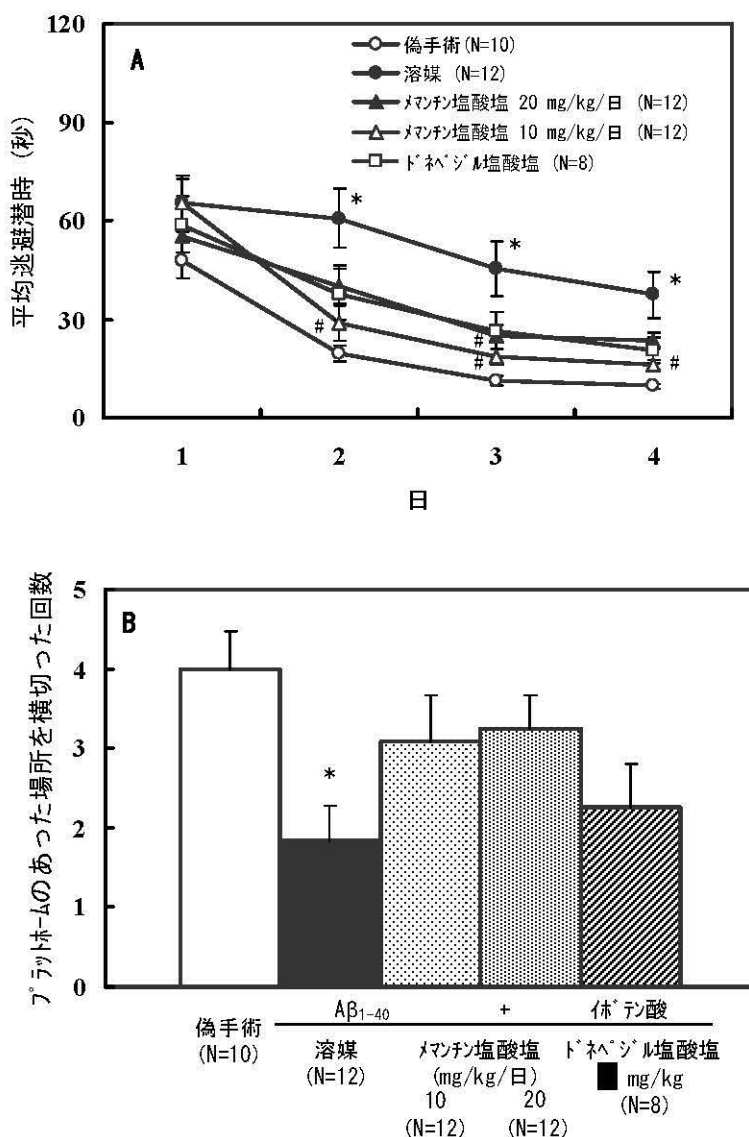 120
90
60
30
0
平均逃避潜時 (秒)
A
偽手術(N=10)
溶媒 (N=12)
メマンチン塩酸塩 20 mg/kg/日 (N=12)
メマンチン塩酸塩 10 mg/kg/日 (N=12)
ドネペジル塩酸塩 (N=8)
*
*
*
#
#
#
#
1 2 3 4
日
プラットホームのあった場所を横切った回数
5
4
3
2
1
0
B
*
Aβ1-40 + イボテン酸
偽手術
(N=10)
溶媒
(N=12)
メマンチン塩酸塩
(mg/kg/日)
10
(N=12)
20
(N=12)
ドネペジル塩酸塩
mg/kg
(N=8)